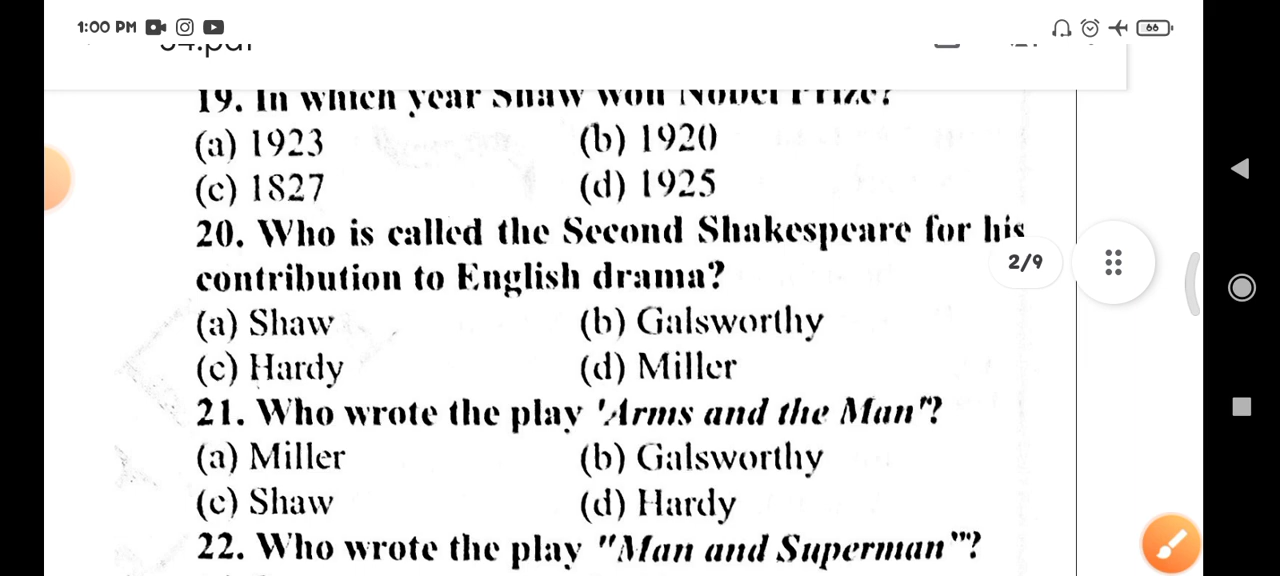 1:00 PM
66
19. In which year Shaw won Nobel Prize?
(a) 1923 (b) 1920
(c) 1827 (d) 1925
20. Who is called the Second Shakespeare for his
contribution to English drama?
(a) Shaw (b) Galsworthy
(c) Hardy (d) Miller
2/9
21. Who wrote the play 'Arms and the Man"?
(a) Miller (b) Galsworthy
(c) Shaw (d) Hardy
22. Who wrote the play "Man and Superman"'?